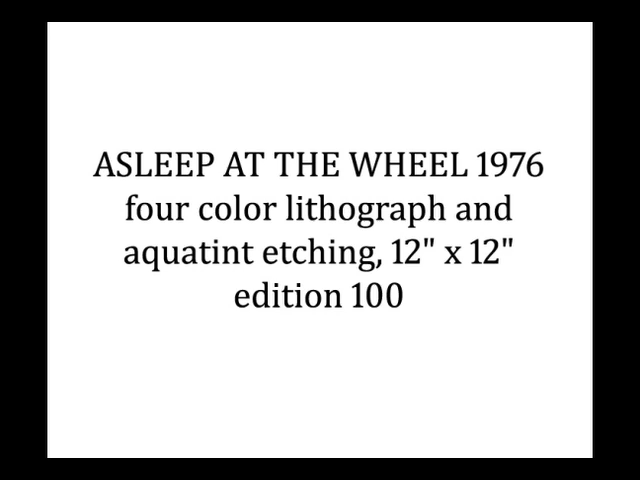 ASLEEP AT THE WHEEL 1976
four color lithograph and
aquatint etching, 12" x 12"
edition 100